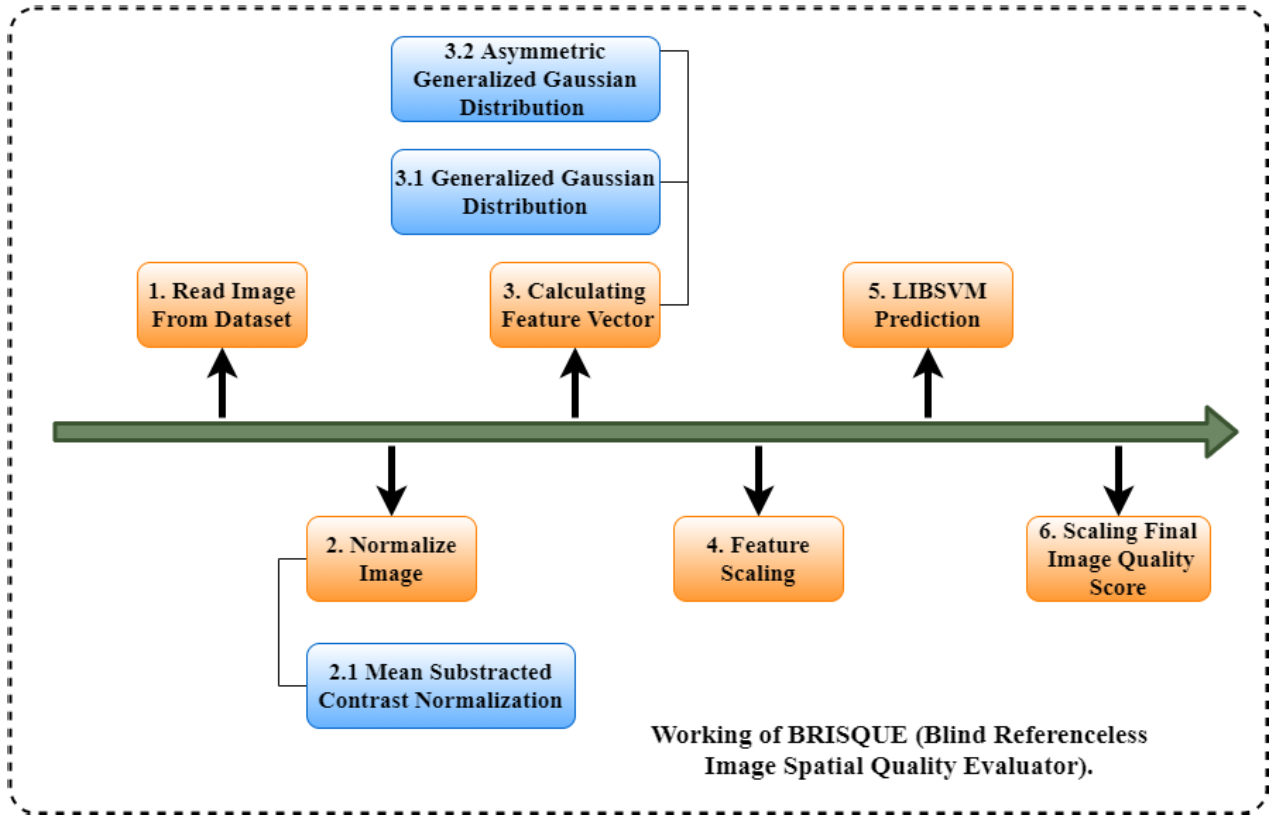 3.2 Asymmetric
Generalized Gaussian
Distribution
3.1 Generalized Gaussian
Distribution
1. Read Image
From Dataset
3. Calculating
Feature Vector
5. LIBSVM
Prediction
2. Normalize
Image
4. Feature
Scaling
6. Scaling Final
Image Quality
Score
2.1 Mean Substracted
Contrast Normalization
Working of BRISQUE (Blind Referenceless
Image Spatial Quality Evaluator).